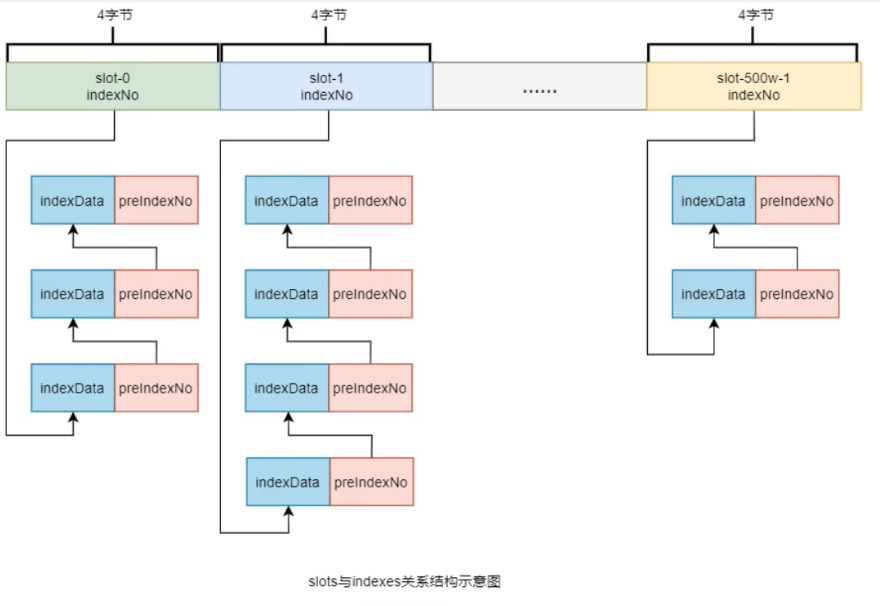 4字节
4字节
4字节
slot-0
indexNo
slot-1
indexNo
......
slot-500w-1
indexNo
indexData preIndexNo
indexData preIndexNo
indexData preIndexNo
indexData preIndexNo
indexData preIndexNo
indexData preIndexNo
indexData preIndexNo
indexData preIndexNo
indexData preIndexNo
slots与indexes关系结构示意图